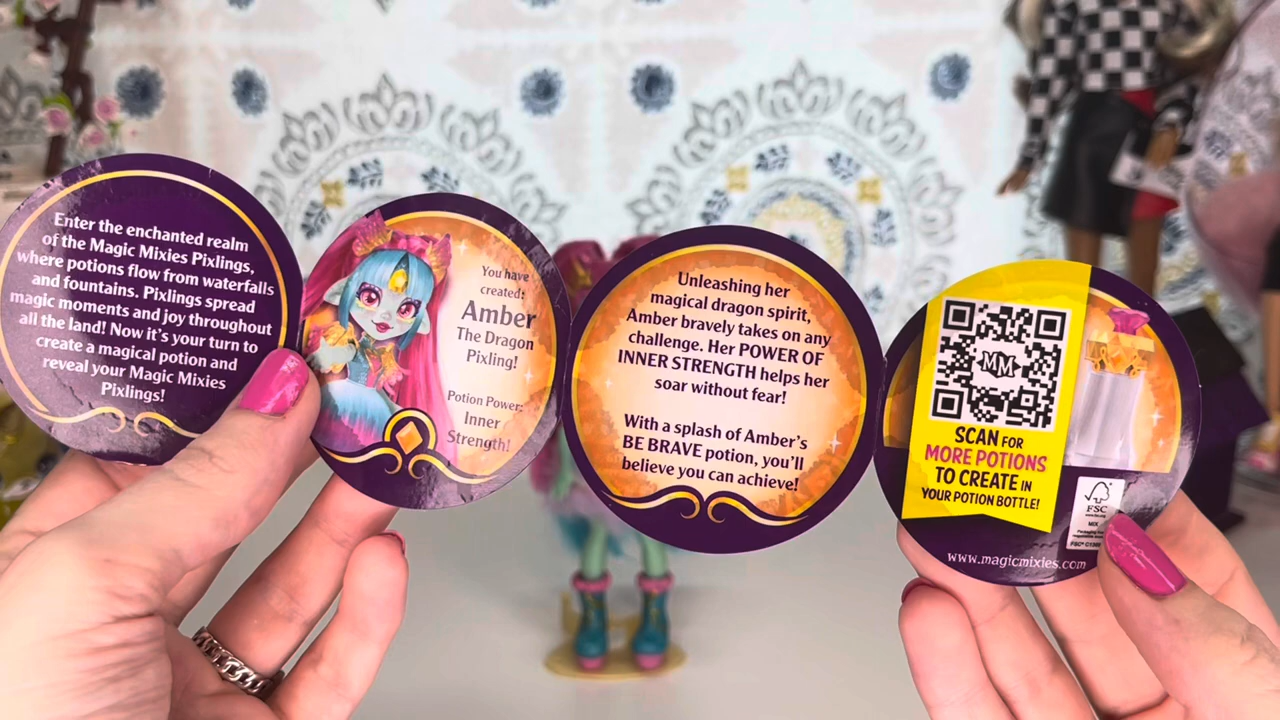 Enter the enchanted realm
of the Magic Mixies Pixlings,
where potions flow from waterfalls
and fountains. Pixlings spread
magic moments and joy throughout
all the land! Now it's your turn to
create a magical potion and
reveal your Magic Mixies
Pixlings!
You have
created:
Amber
The Dragon
Pixling!
Potion Power:
Inner
Strength!
Unleashing her
magical dragon spirit,
Amber bravely takes on any
challenge. Her POWER OF
INNER STRENGTH helps her
soar without fear!
With a splash of Amber's
BE BRAVE potion, you'll
believe you can achieve!
MM
SCAN FOR
MORE POTIONS
TO CREATE IN
YOUR POTION BOTTLE!
FSC
MIX
www.magicmixies.com